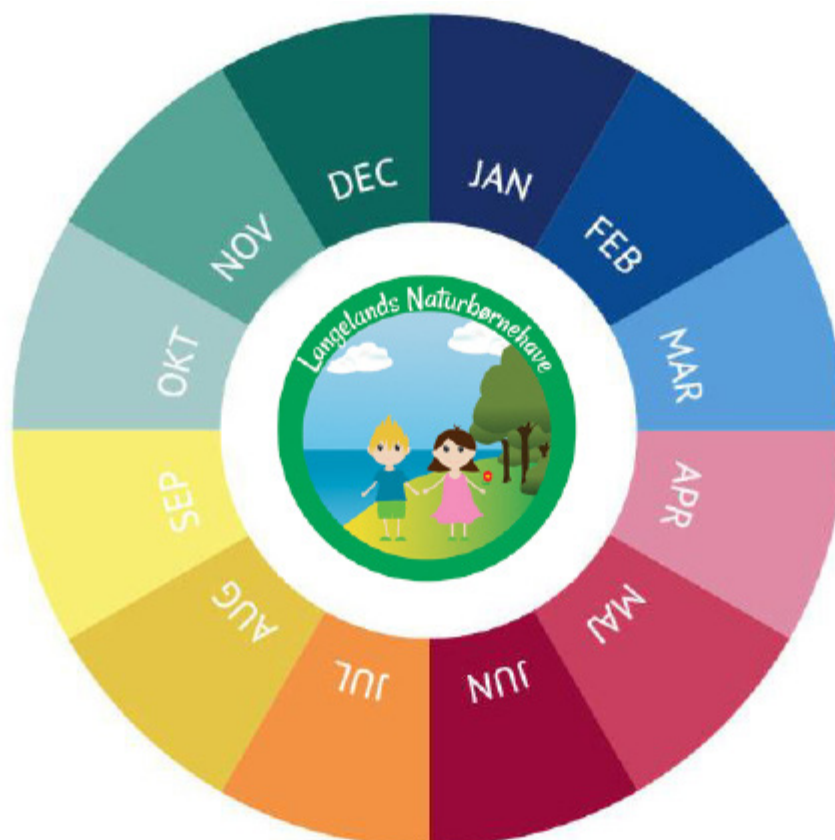 JAN
FEB
MAR
APR
MAJ
JUN
JUL
AUG
SEP
OKT
NOV
DEC
Langelands Naturbørnehave